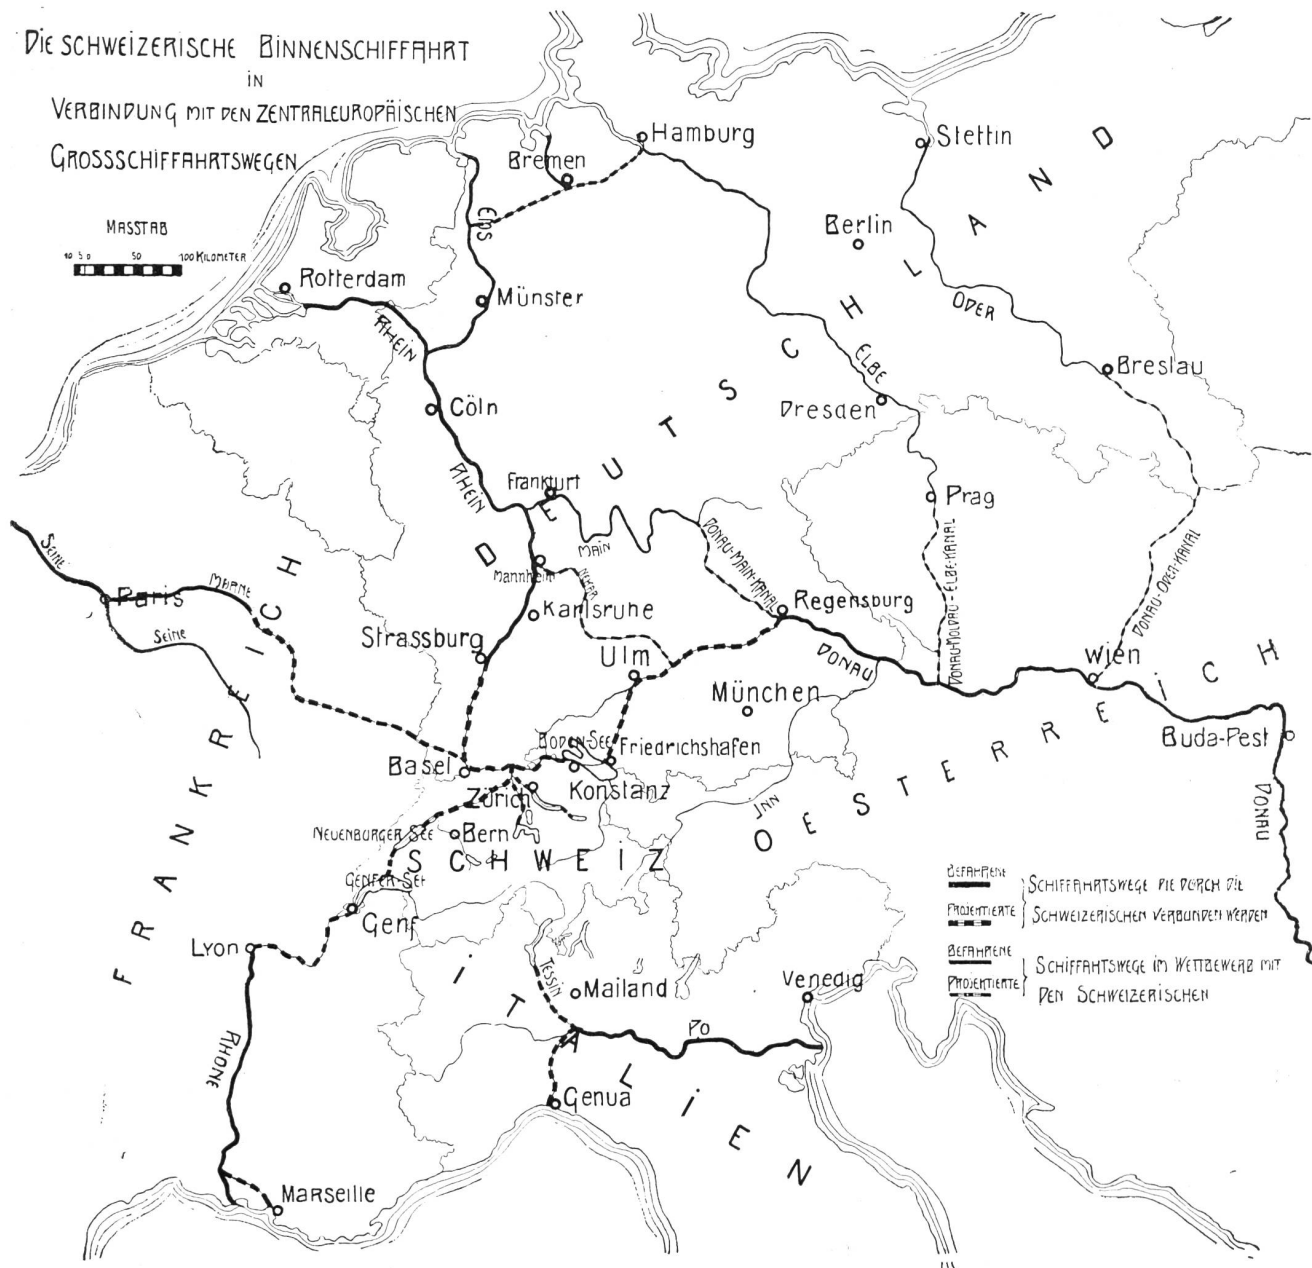 DIE SCHWEIZERISCHE BINNENSCHIFFAHRT
IN
VERBINDUNG MIT DEN ZENTRALEUROPÄISCHEN
GROSSSCHIFFAHRTSWEGEN
MASSTAB
10 5 0 50 100 KILOMETER
Hamburg
Bremen
Stettin
Ems
Berlin
Rotterdam
Münster
RHEIN
ODER
ELBE
Breslau
Cöln
Dresden
RHEIN
Frankfurt
Prag
MAIN
DONAU-MAIN-KANAL
DONAU-MOLDAU-ELBE-KANAL
DONAU-ODER-KANAL
SEINE
Mannheim
NEKAR
Paris
MARNE
SEINE
Karlsruhe
Regensburg
Strassburg
Ulm
DONAU
Wien
München
BODEN-SEE
Friedrichshafen
Buda-Pest
Basel
Konstanz
Zürich
INN
DONAU
NEUENBURGER SEE
Bern
SCHWEIZ
GENFER-SEE
Genf
Lyon
TESSIN
Mailand
Venedig
PO
RHONE
Genua
Marseille
DEUTSCHLAND
FRANKREICH
OESTERREICH
ITALIEN
BEFAHRENE
PROJEKTIERTE
SCHIFFAHRTSWEGE DIE DURCH DIE
SCHWEIZERISCHEN VERBUNDEN WERDEN
BEFAHRENE
PROJEKTIERTE
SCHIFFAHTSWEGE IM WETTBEWERB MIT
DEN SCHWEIZERISCHEN